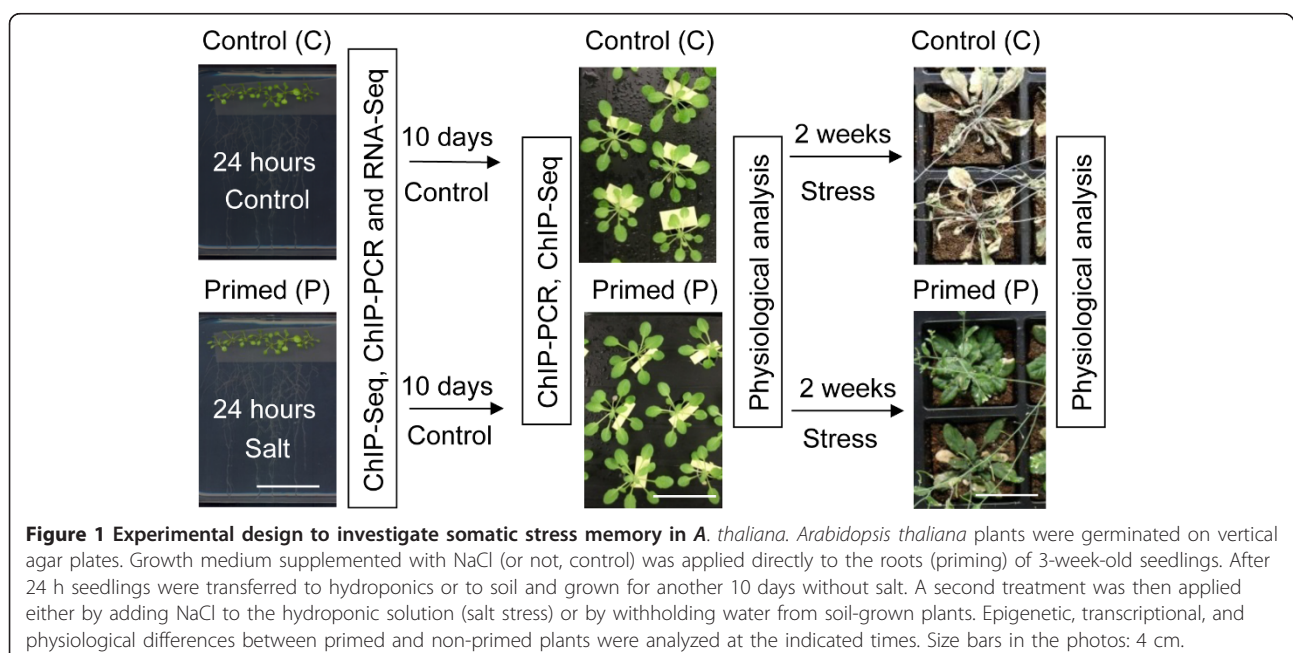 Control (C)
24 hours
Control
Primed (P)
24 hours
Salt
ChIP-Seq, ChIP-PCR and RNA-Seq
10 days
Control
10 days
Control
Control (C)
Primed (P)
ChIP-PCR, ChIP-Seq
Physiological analysis
2 weeks
Stress
2 weeks
Stress
Control (C)
Primed (P)
Physiological analysis
Figure 1 Experimental design to investigate somatic stress memory in A. thaliana. Arabidopsis thaliana plants were germinated on vertical
agar plates. Growth medium supplemented with NaCl (or not, control) was applied directly to the roots (priming) of 3-week-old seedlings. After
24 h seedlings were transferred to hydroponics or to soil and grown for another 10 days without salt. A second treatment was then applied
either by adding NaCl to the hydroponic solution (salt stress) or by withholding water from soil-grown plants. Epigenetic, transcriptional, and
physiological differences between primed and non-primed plants were analyzed at the indicated times. Size bars in the photos: 4 cm.